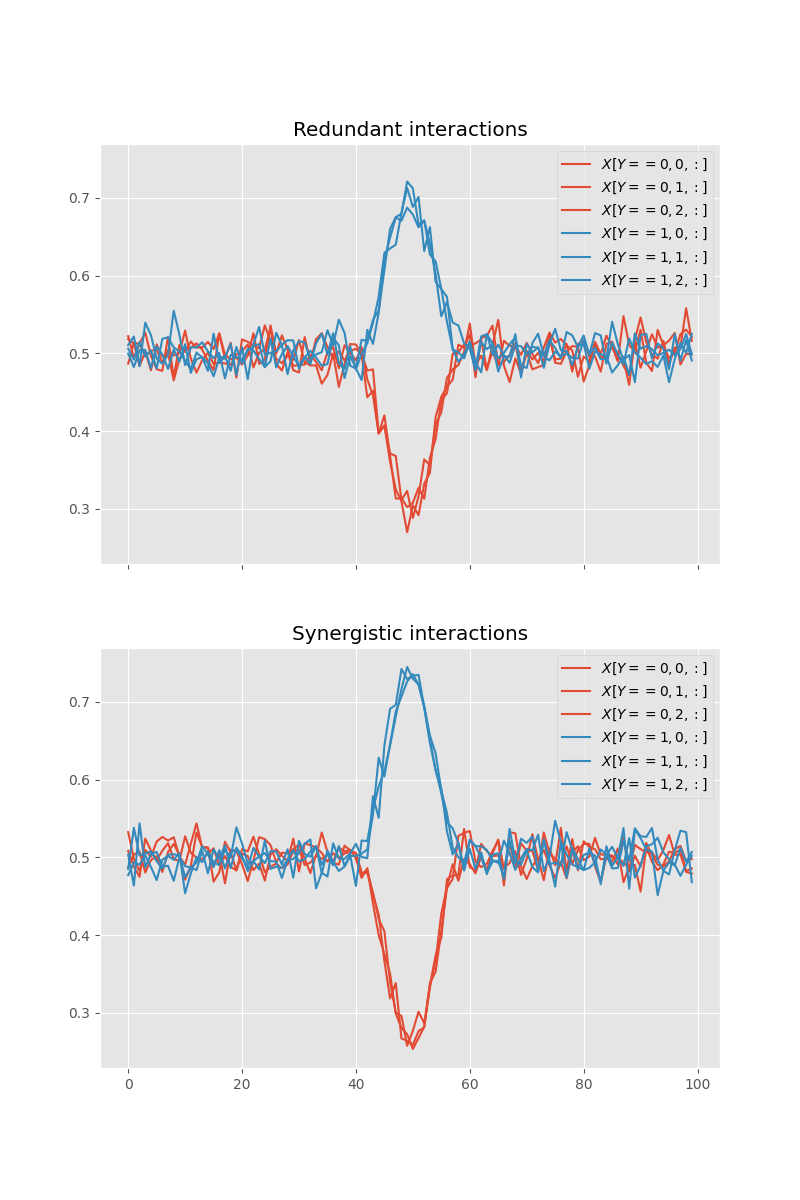 Redundant interactions
X[Y==0,0,:]
X[Y==0,1,:]
X[Y==0,2,:]
X[Y==1,0,:]
X[Y==1,1,:]
X[Y==1,2,:]
0.7
0.6
0.5
0.4
0.3
Synergistic interactions
X[Y==0,0,:]
X[Y==0,1,:]
X[Y==0,2,:]
X[Y==1,0,:]
X[Y==1,1,:]
X[Y==1,2,:]
0.7
0.6
0.5
0.4
0.3
0 20 40 60 80 100